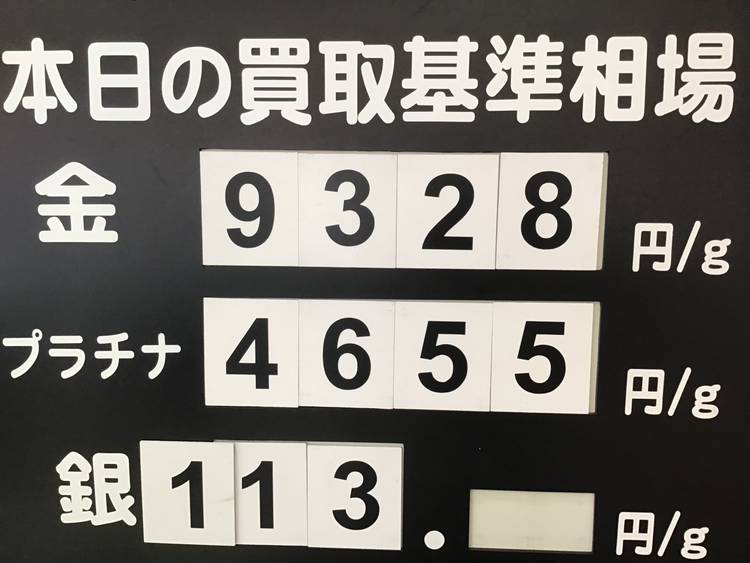 本日の買取基準相場
金 9328 円/g
プラチナ 4655 円/g
銀 113. 円/g